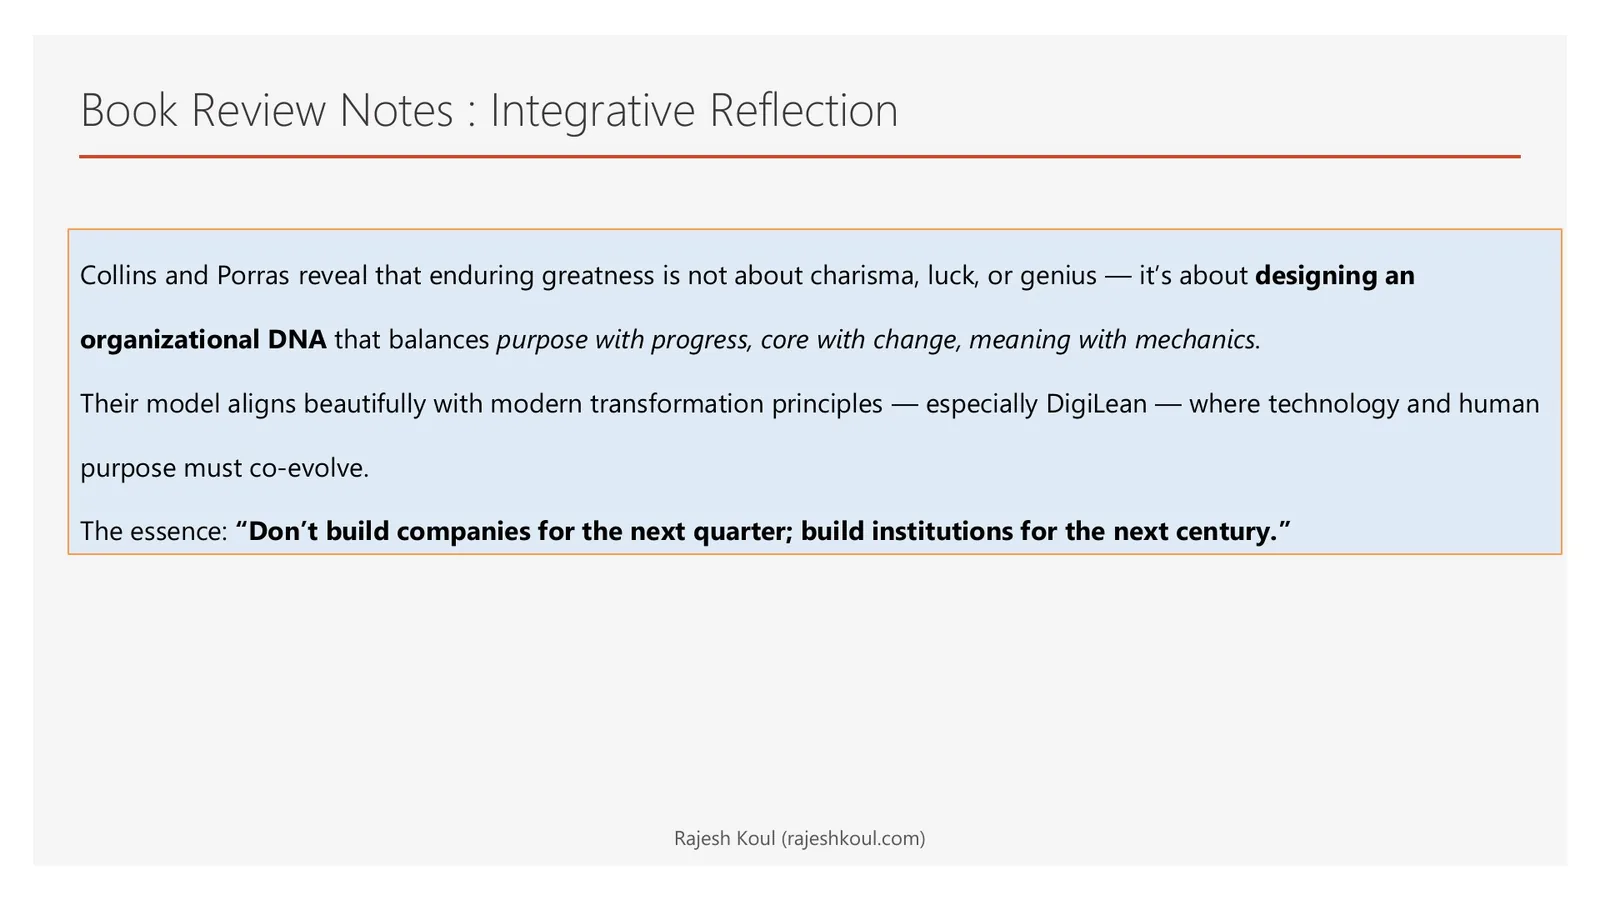 Book Review Notes : Integrative Reflection
Collins and Porras reveal that enduring greatness is not about charisma, luck, or genius — it’s about designing an
organizational DNA that balances purpose with progress, core with change, meaning with mechanics.
Their model aligns beautifully with modern transformation principles — especially DigiLean — where technology and human
purpose must co-evolve.
The essence: “Don’t build companies for the next quarter; build institutions for the next century.”
Rajesh Koul (rajeshkoul.com)